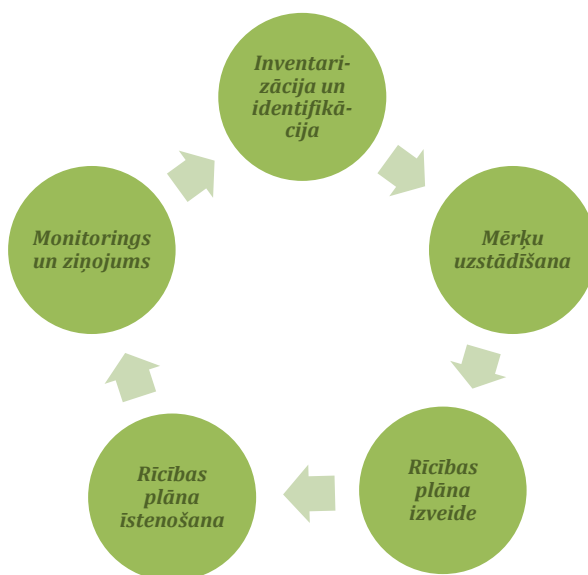 Inventari-
zācija un
identifikā-
cija
Mērķu
uzstādīšana
Rīcības
plāna
izveide
Rīcības
plāna
īstenošana
Monitorings
un ziņojums